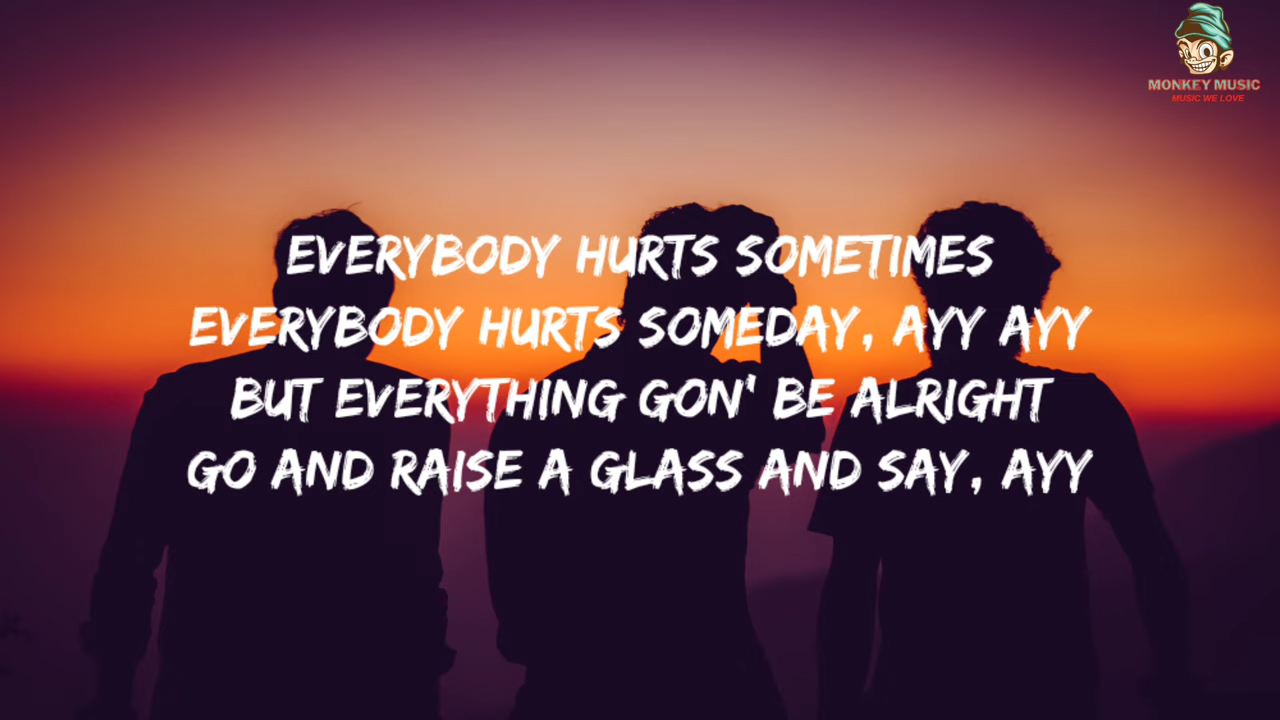 MONKEY MUSIC
MUSIC WE LOVE
EVERYBODY HURTS SOMETIMES
EVERYBODY HURTS SOMEDAY, AYY AYY
BUT EVERYTHING GON' BE ALRIGHT
GO AND RAISE A GLASS AND SAY, AYY